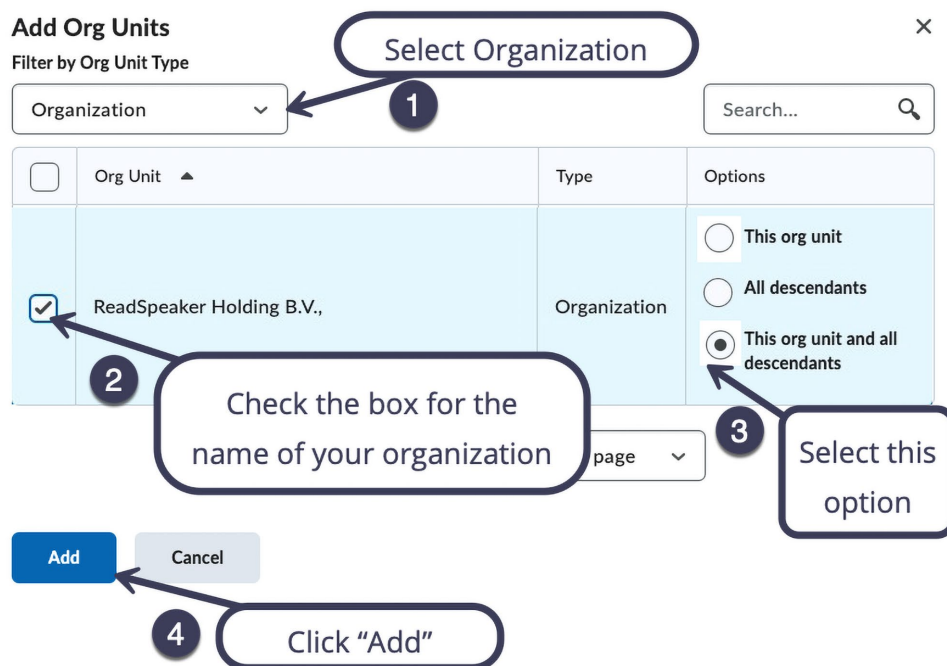 Add Org Units
Filter by Org Unit Type
Select Organization
1
Organization
Search...
Org Unit
Type
Options
ReadSpeaker Holding B.V.,
Organization
This org unit
All descendants
This org unit and all
descendants
2
Check the box for the
name of your organization
page
3
Select this
option
Add
Cancel
4
Click “Add”